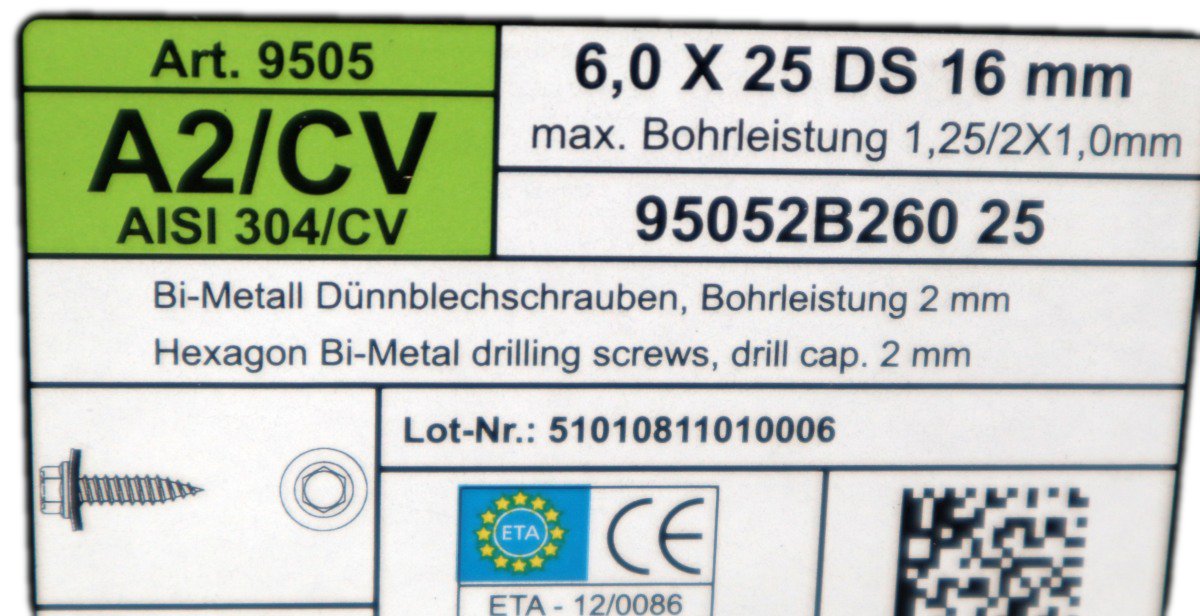 Art. 9505
A2/CV
AISI 304/CV
6,0 X 25 DS 16 mm
max. Bohrleistung 1,25/2X1,0mm
95052B260 25
Bi-Metall Dünnblechschrauben, Bohrleistung 2 mm
Hexagon Bi-Metal drilling screws, drill cap. 2 mm
Lot-Nr.: 51010811010006
ETA
CE
ETA - 12/0086